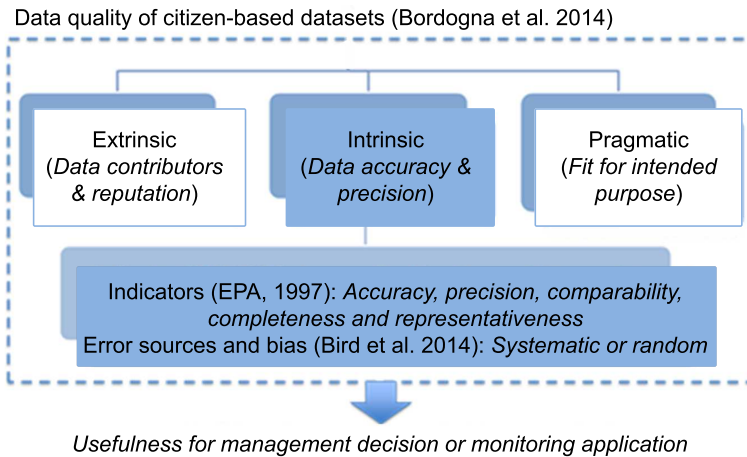 Data quality of citizen-based datasets (Bordogna et al. 2014)
Extrinsic
(Data contributors
& reputation)
Intrinsic
(Data accuracy &
precision)
Pragmatic
(Fit for intended
purpose)
Indicators (EPA, 1997): Accuracy, precision, comparability,
completeness and representativeness
Error sources and bias (Bird et al. 2014): Systematic or random
Usefulness for management decision or monitoring application